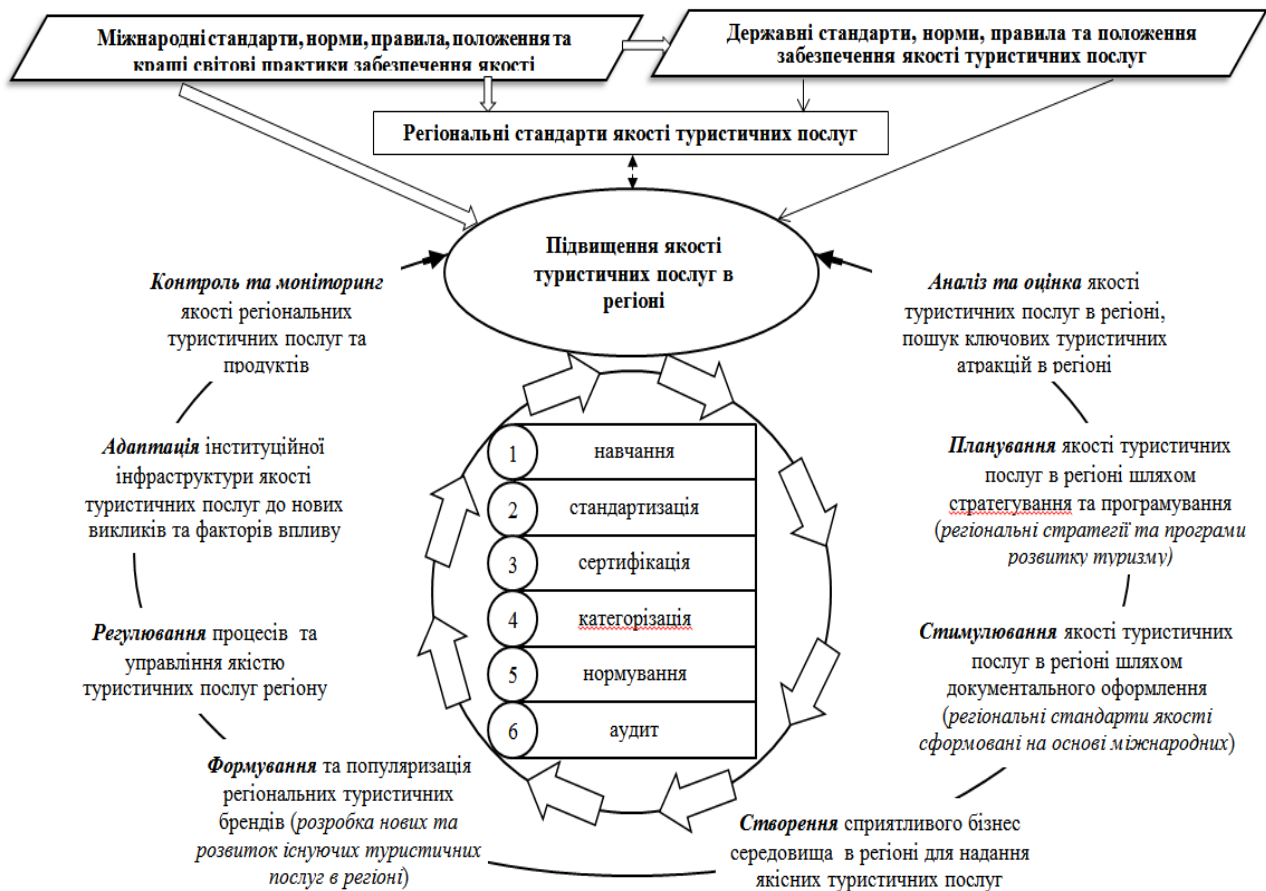 Міжнародні стандарти, норми, правила, положення та
кращі світові практики забезпечення якості
Державні стандарти, норми, правила та положення
забезпечення якості туристичних послуг
Регіональні стандарти якості туристичних послуг
Підвищення якості
туристичних послуг в
регіоні
Контроль та моніторинг
якості регіональних
туристичних послуг та
продуктів
Аналіз та оцінка якості
туристичних послуг в регіоні,
пошук ключових туристичних
атракцій в регіоні
Адаптація інституційної
інфраструктури якості
туристичних послуг до нових
викликів та факторів впливу
Планування якості туристичних
послуг в регіоні шляхом
стратегування та програмування
(регіональні стратегії та програми
розвитку туризму)
1 навчання
2 стандартизація
3 сертифікація
4 категорізація
5 нормування
6 аудит
Регулювання процесів та
управління якістю
туристичних послуг регіону
Стимулювання якості туристичних
послуг в регіоні шляхом
документального оформлення
(регіональні стандарти якості
сформовані на основі міжнародних)
Формування та популяризація
регіональних туристичних
брендів (розробка нових та
розвиток існуючих туристичних
послуг в регіоні)
Створення сприятливого бізнес
середовища в регіоні для надання
якісних туристичних послуг